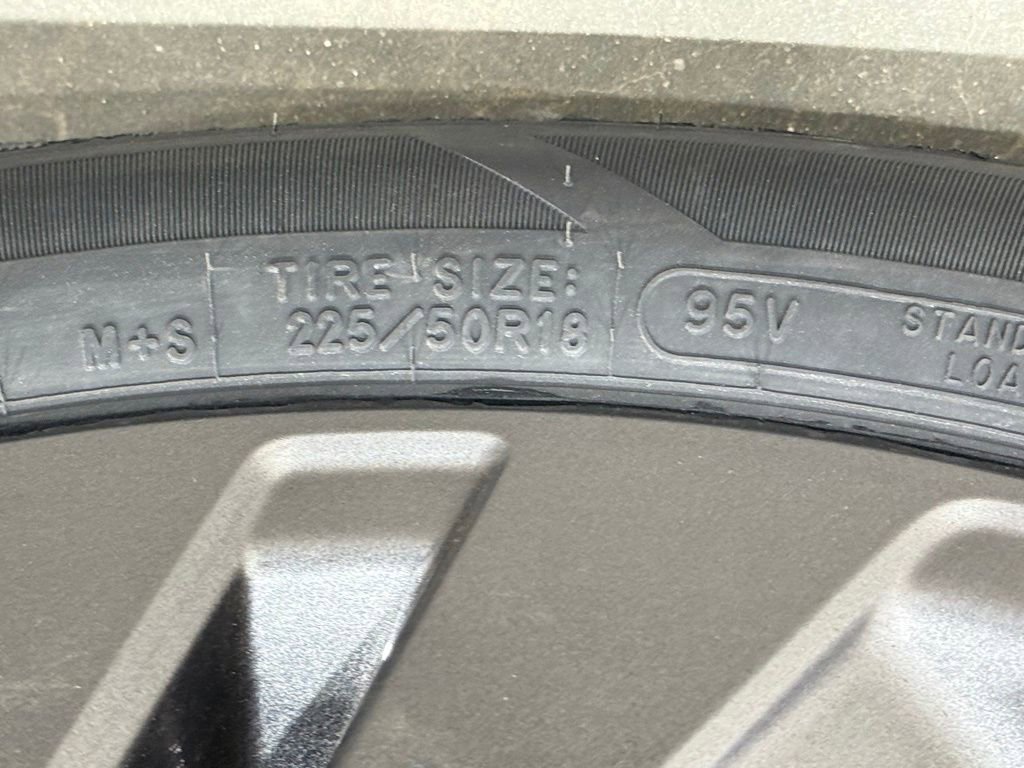 M+S
TIRE SIZE:
225/50R18
95V
STAND
LOA